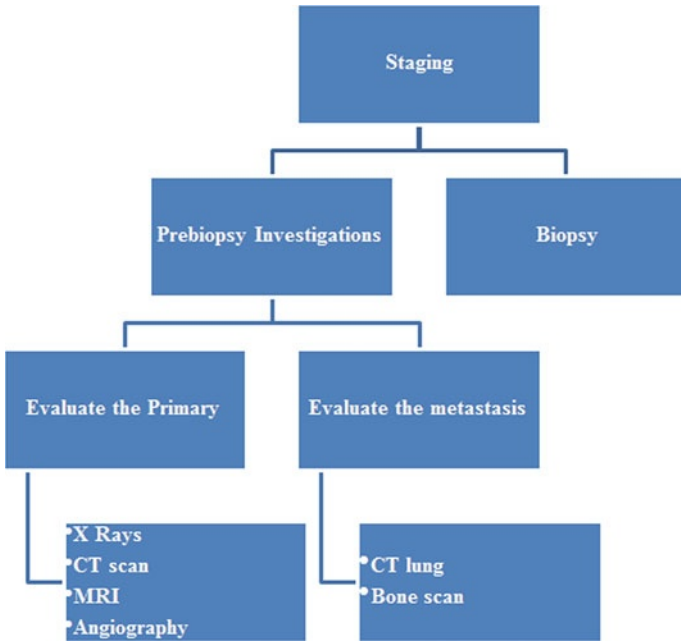 Staging
Prebiopsy Investigations
Biopsy
Evaluate the Primary
Evaluate the metastasis
•X Rays
•CT scan
•MRI
•Angiography
•CT lung
•Bone scan